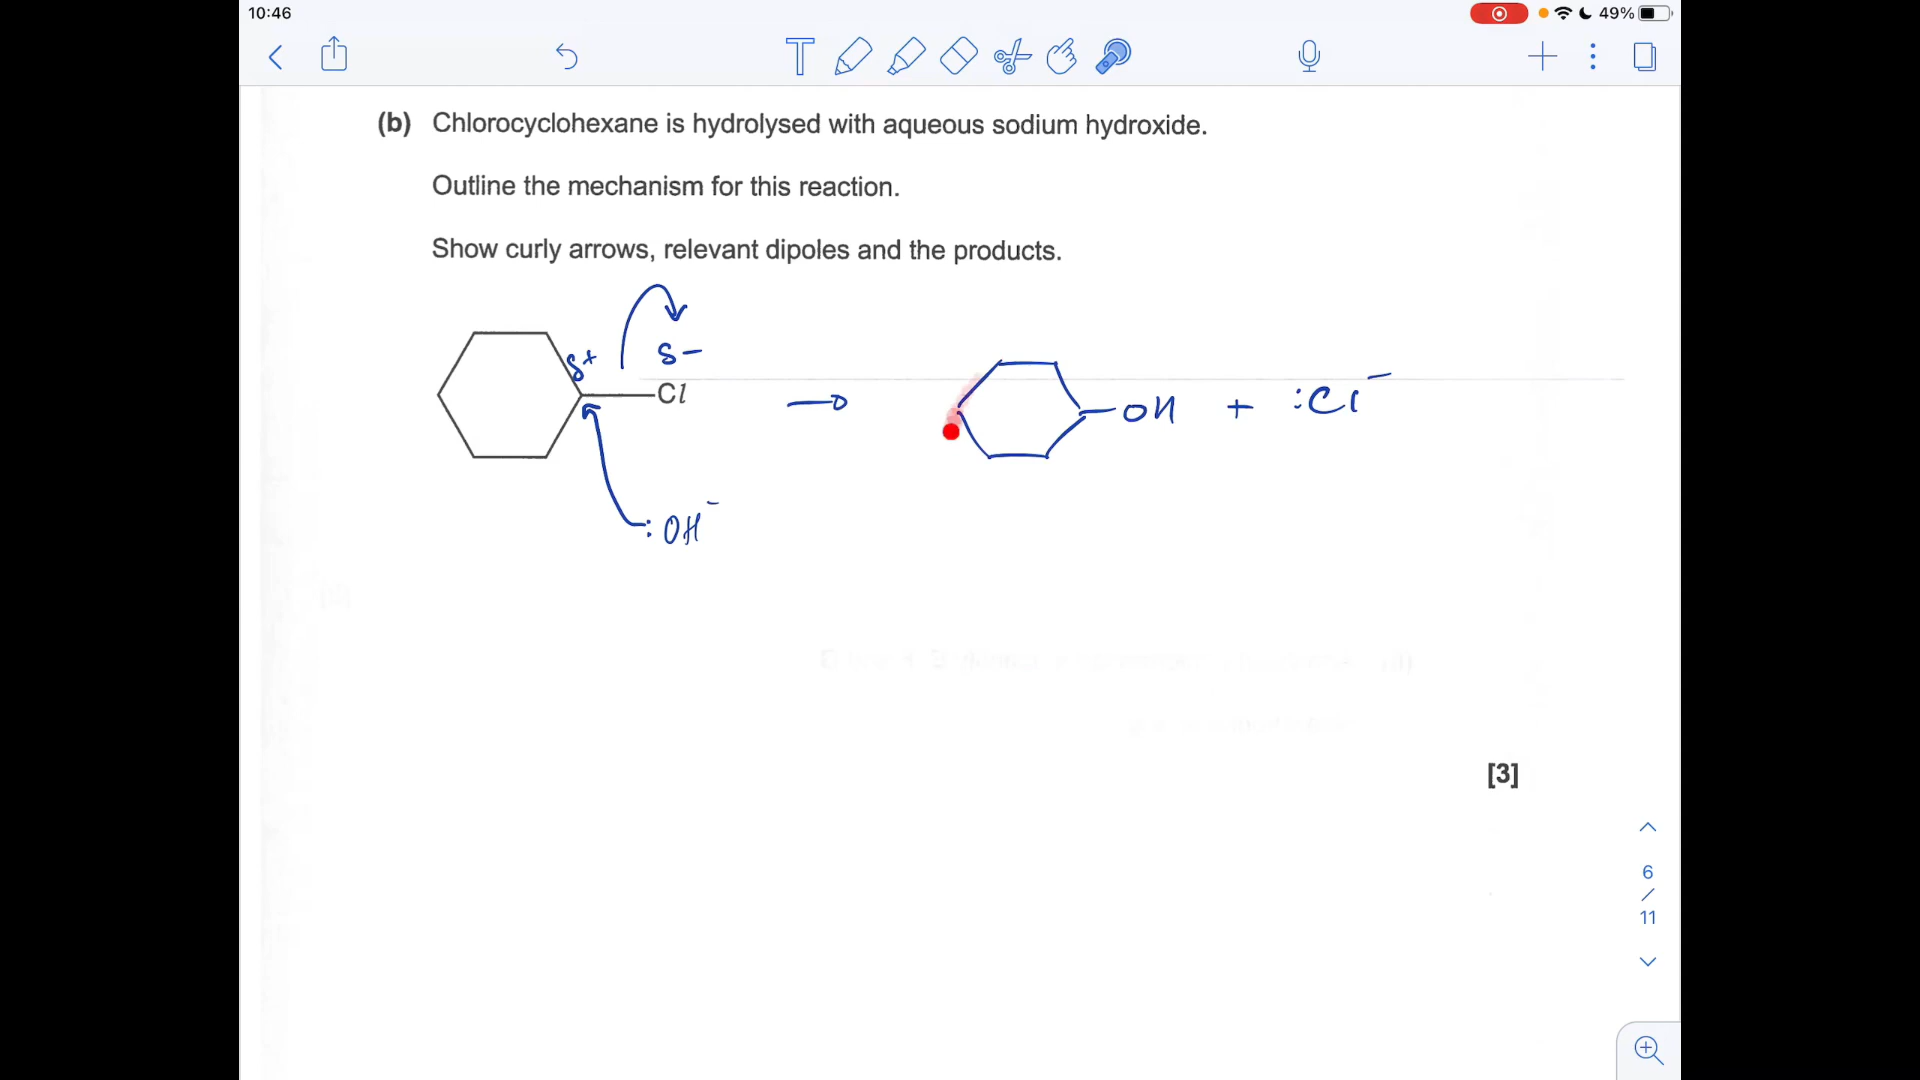 10:46
49%
(b) Chlorocyclohexane is hydrolysed with aqueous sodium hydroxide.
Outline the mechanism for this reaction.
Show curly arrows, relevant dipoles and the products.
δ+ δ−
Cl
OH + :Cl⁻
:OH⁻
[3]
6
/
11